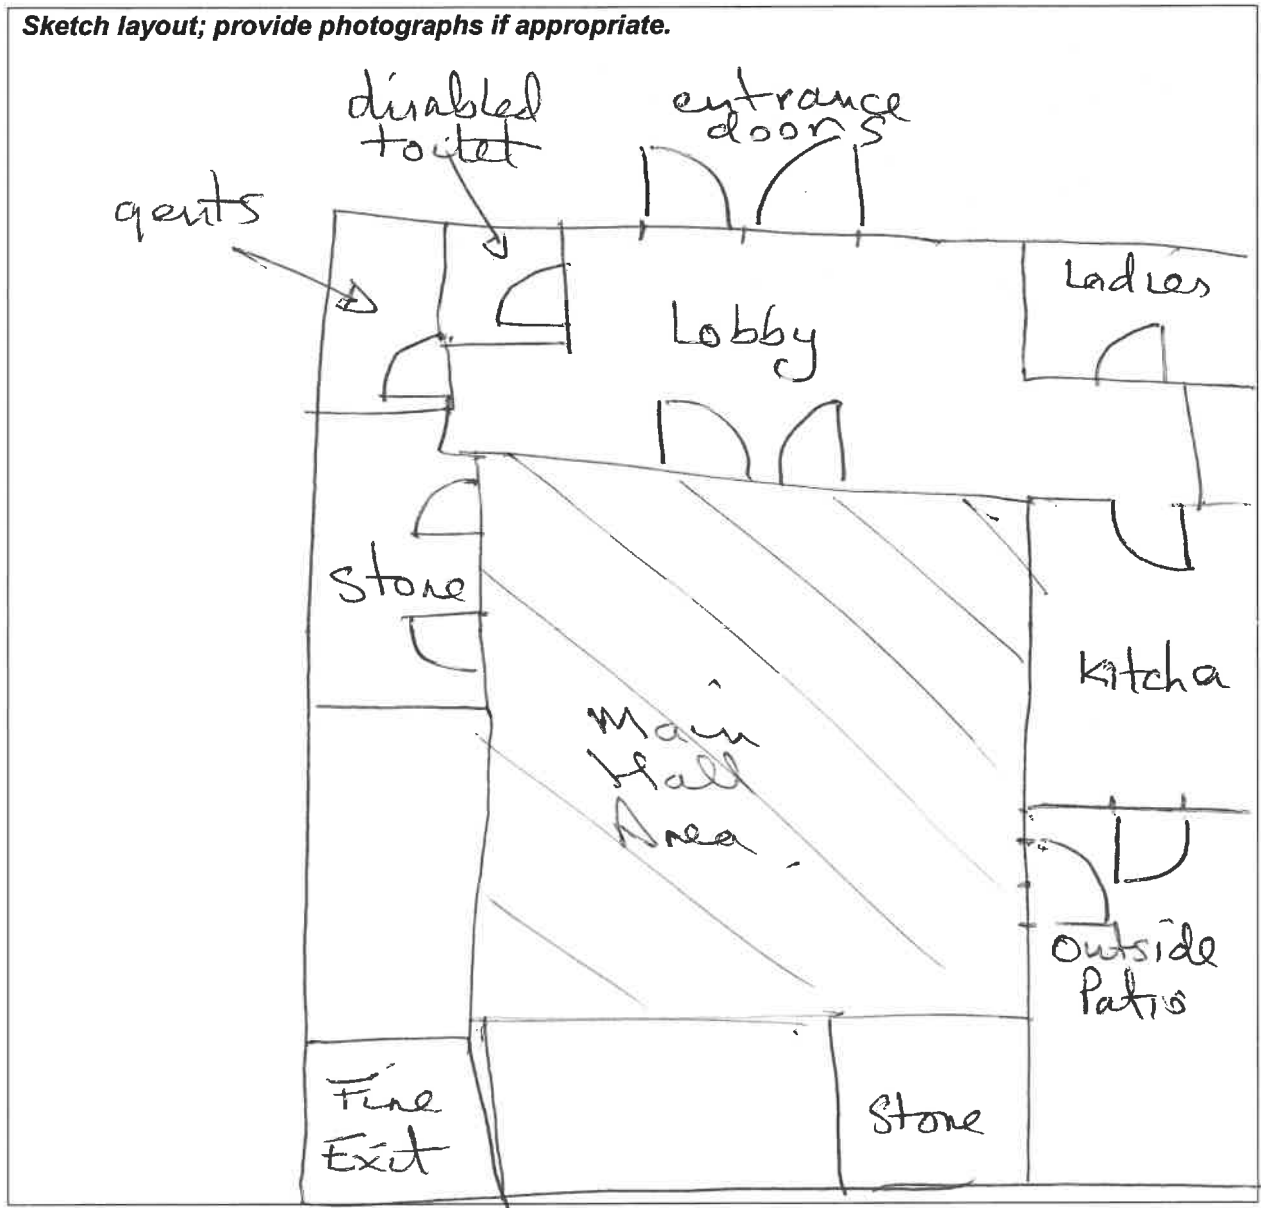 Sketch layout; provide photographs if appropriate.
disabled
toilet
entrance
doors
gents
Ladies
Lobby
Store
Kitchen
Main
Hall
Area
Outside
Patio
Fire
Exit
Store